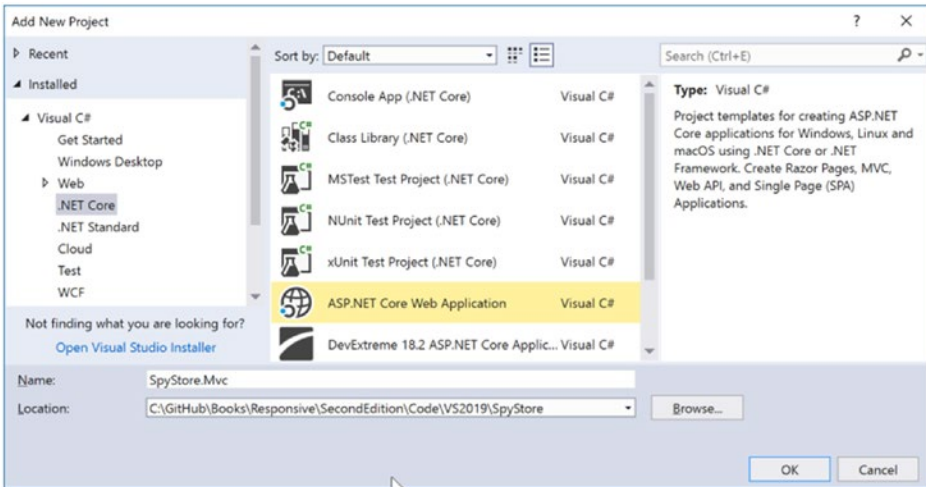 Add New Project
? ×
Recent
Installed
Visual C#
Get Started
Windows Desktop
Web
.NET Core
.NET Standard
Cloud
Test
WCF
Not finding what you are looking for?
Open Visual Studio Installer
Sort by: Default
Console App (.NET Core) Visual C#
Class Library (.NET Core) Visual C#
MSTest Test Project (.NET Core) Visual C#
NUnit Test Project (.NET Core) Visual C#
xUnit Test Project (.NET Core) Visual C#
ASP.NET Core Web Application Visual C#
DevExtreme 18.2 ASP.NET Core Applic... Visual C#
Search (Ctrl+E)
Type: Visual C#
Project templates for creating ASP.NET
Core applications for Windows, Linux and
macOS using .NET Core or .NET
Framework. Create Razor Pages, MVC,
Web API, and Single Page (SPA)
Applications.
Name: SpyStore.Mvc
Location: C:\GitHub\Books\Responsive\SecondEdition\Code\VS2019\SpyStore
Browse...
OK Cancel